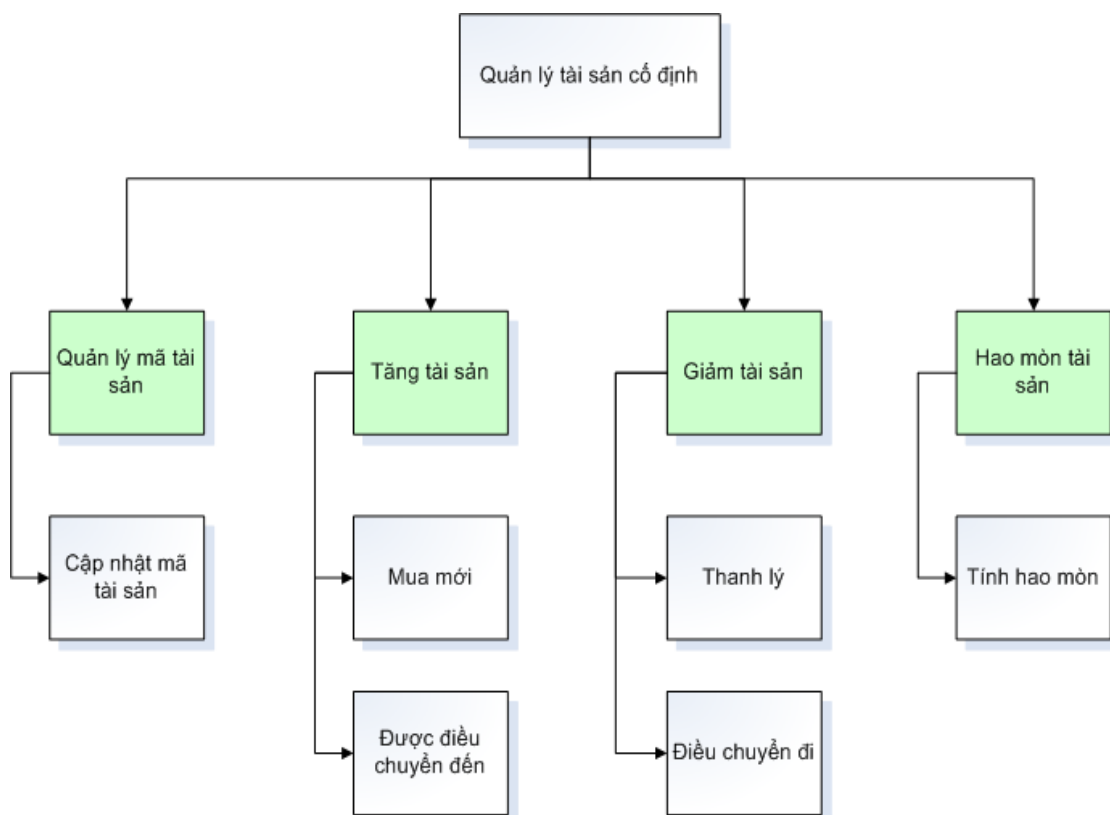 Quản lý tài sản cố định
Quản lý mã tài
sản
Tăng tài sản
Giảm tài sản
Hao mòn tài
sản
Cập nhật mã
tài sản
Mua mới
Thanh lý
Tính hao mòn
Được điều
chuyển đến
Điều chuyển đi